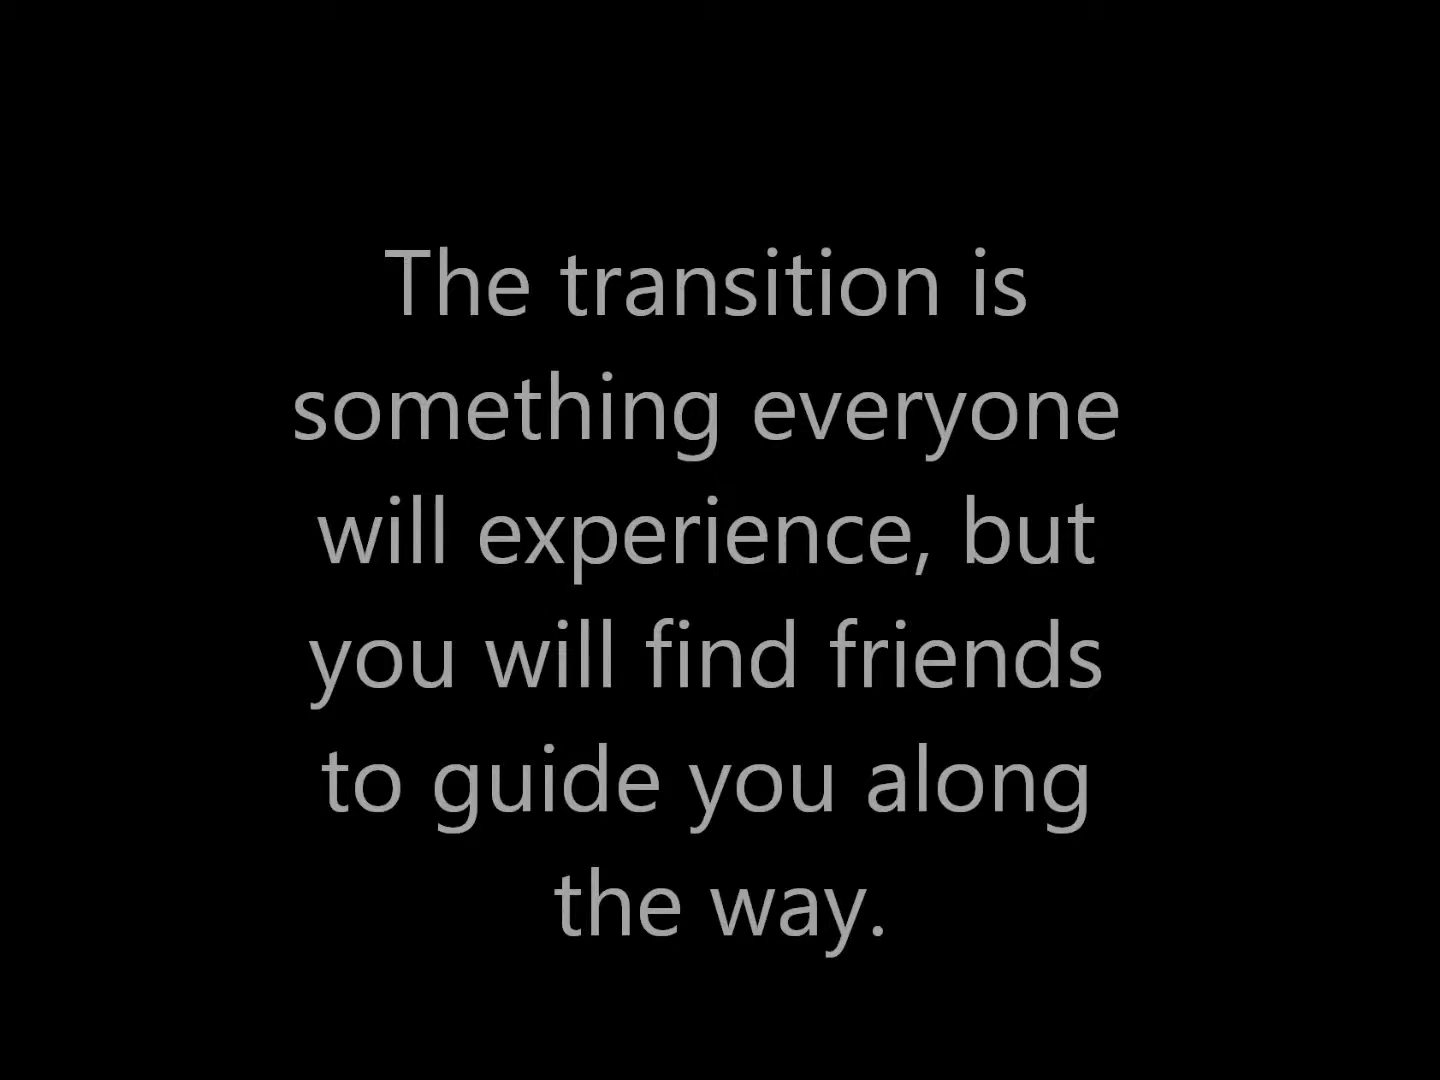 The transition is
something everyone
will experience, but
you will find friends
to guide you along
the way.